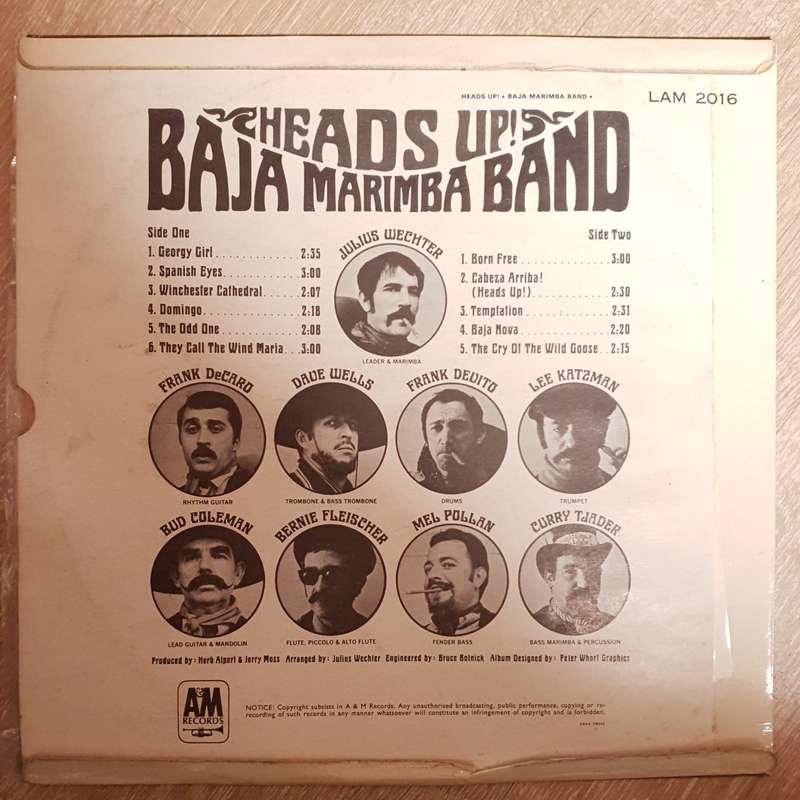 HEADS UP! • BAJA MARIMBA BAND •
LAM 2016
HEADS UP!
BAJA MARIMBA BAND
Side One
1. Georgy Girl . . . . . . . . . . . . 2:35
2. Spanish Eyes . . . . . . . . . . . 3:00
3. Winchester Cathedral . . . . . 2:07
4. Domingo . . . . . . . . . . . . . . 2:18
5. The Odd One . . . . . . . . . . . 2:08
6. They Call The Wind Maria . . . 3:00
JULIUS WECHTER
LEADER & MARIMBA
Side Two
1. Born Free . . . . . . . . . . . . . 3:00
2. Cabeza Arriba!
(Heads Up!) . . . . . . . . . . . 2:30
3. Temptation . . . . . . . . . . . . 2:31
4. Baja Nova . . . . . . . . . . . . . 2:20
5. The Cry Of The Wild Goose . . 2:15
FRANK DeCARO
RHYTHM GUITAR
DAVE WELLS
TROMBONE & BASS TROMBONE
FRANK DEVITO
DRUMS
LEE KATZMAN
TRUMPET
BUD COLEMAN
LEAD GUITAR & MANDOLIN
BERNIE FLEISCHER
FLUTE, PICCOLO & ALTO FLUTE
MEL POLLAN
FENDER BASS
CURRY TJADER
BASS MARIMBA & PERCUSSION
Produced by: Herb Alpert & Jerry Moss Arranged by: Julius Wechter Engineered by: Bruce Botnick Album Designed by: Peter Whorf Graphics
A&M
RECORDS
NOTICE: Copyright subsists in A & M Records. Any unauthorised broadcasting, public performance, copying or re-
recording of such records in any manner whatsoever will constitute an infringement of copyright and is forbidden.